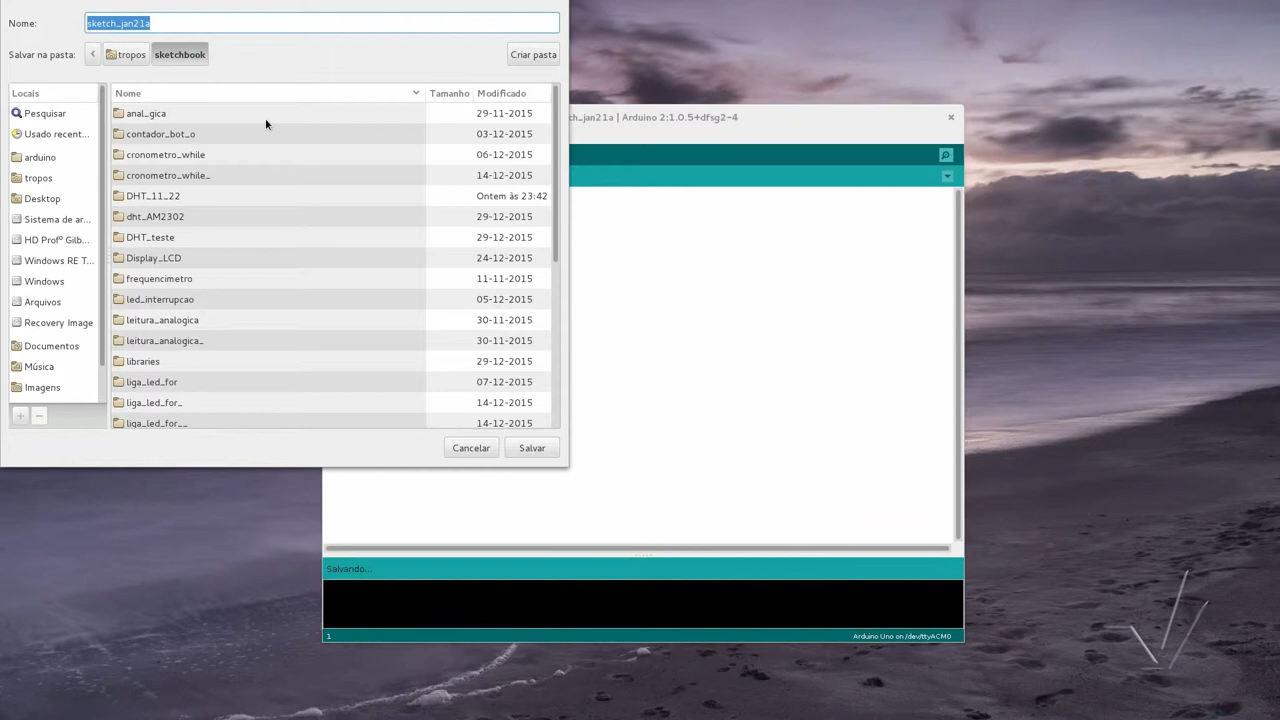 Nome:
sketch_jan21a
Salvar na pasta:
<
tropos
sketchbook
Criar pasta
Locais
Pesquisar
Usado recent...
arduino
tropos
Desktop
Sistema de ar...
HD Profº Gilb...
Windows RE T...
Windows
Arquivos
Recovery Image
Documentos
Música
Imagens
Nome Tamanho Modificado
anal_gica 29-11-2015
contador_bot_o 03-12-2015
cronometro_while 06-12-2015
cronometro_while_ 14-12-2015
DHT_11_22 Ontem às 23:42
dht_AM2302 29-12-2015
DHT_teste 29-12-2015
Display_LCD 24-12-2015
frequencimetro 11-11-2015
led_interrupcao 05-12-2015
leitura_analogica 30-11-2015
leitura_analogica_ 30-11-2015
libraries 29-12-2015
liga_led_for 07-12-2015
liga_led_for_ 14-12-2015
liga_led_for__ 14-12-2015
Cancelar
Salvar
ch_jan21a | Arduino 2:1.0.5+dfsg2-4
Salvando...
1
Arduino Uno on /dev/ttyACM0